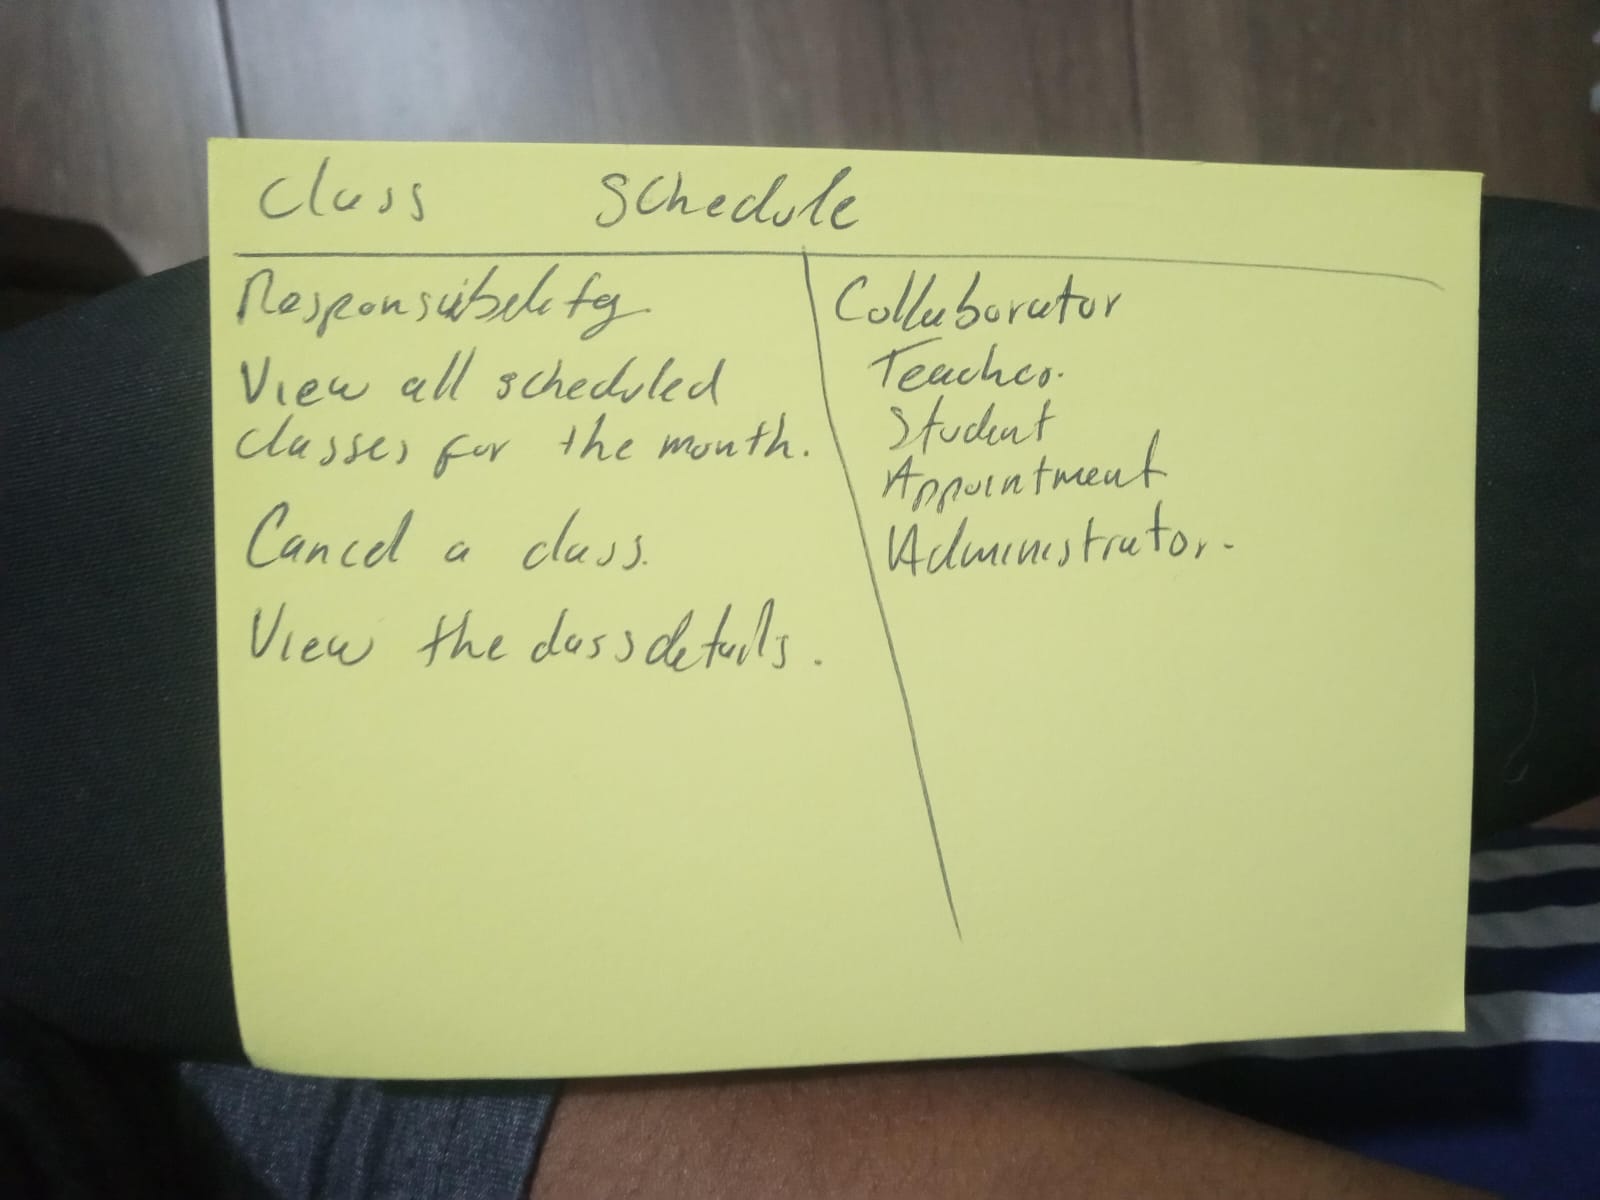 Class Schedule
Responsibility
View all scheduled
classes for the month.
Cancel a class.
View the class details.
Collaborator
Teacher.
Student
Appointment
Administrator.